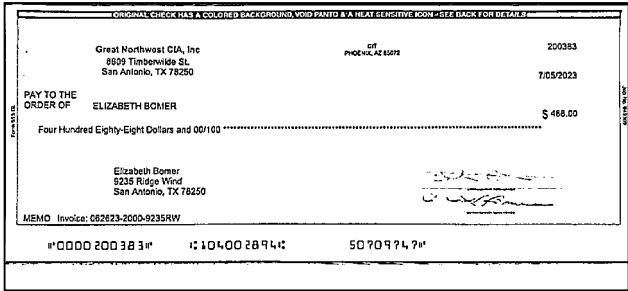 ORIGINAL CHECK HAS A COLORED BACKGROUND, VOID PANTO & A HEAT SENSITIVE ICON - SEE BACK FOR DETAILS
Great Northwest CIA, Inc
8809 Timberwilde St.
San Antonio, TX 78250
CIT
PHOENIX, AZ 85072
200383
7/05/2023
PAY TO THE
ORDER OF ELIZABETH BOMER
$ 488.00
Four Hundred Eighty-Eight Dollars and 00/100 ****************
Elizabeth Bomer
9235 Ridge Wind
San Antonio, TX 78250
MEMO Invoice: 062623-2000-9235RW
⑈0000200383⑈ ⑆104002894⑆ 50709747⑈